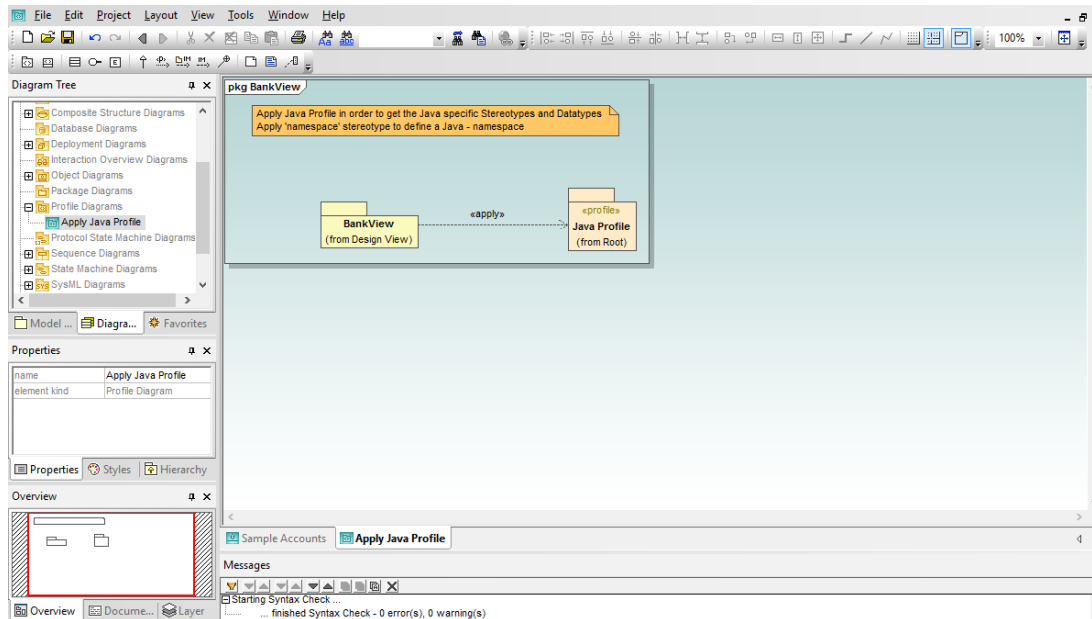 File Edit Project Layout View Tools Window Help
100%
Diagram Tree
Composite Structure Diagrams
Database Diagrams
Deployment Diagrams
Interaction Overview Diagrams
Object Diagrams
Package Diagrams
Profile Diagrams
Apply Java Profile
Protocol State Machine Diagrams
Sequence Diagrams
State Machine Diagrams
SysML Diagrams
Model ... Diagra... Favorites
Properties
name Apply Java Profile
element kind Profile Diagram
Properties Styles Hierarchy
Overview
Overview Docume... Layer
pkg BankView
Apply Java Profile in order to get the Java specific Stereotypes and Datatypes
Apply 'namespace' stereotype to define a Java - namespace
BankView
(from Design View)
«apply»
«profile»
Java Profile
(from Root)
Sample Accounts Apply Java Profile
Messages
Starting Syntax Check ...
... finished Syntax Check - 0 error(s), 0 warning(s)